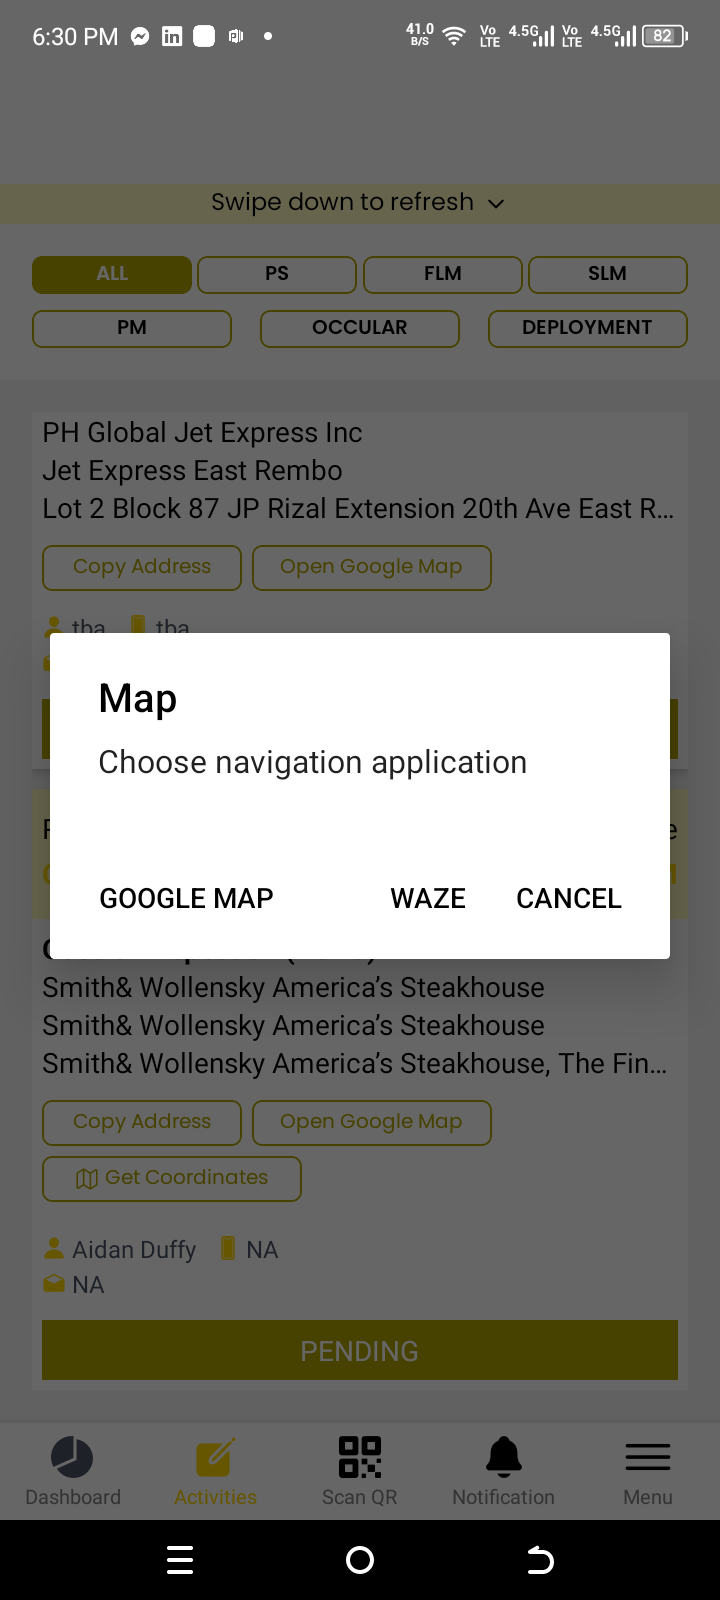 6:30 PM 41.0 B/S Vo LTE 4.5G Vo LTE 4.5G 82
Swipe down to refresh
ALL PS FLM SLM
PM OCCULAR DEPLOYMENT
PH Global Jet Express Inc
Jet Express East Rembo
Lot 2 Block 87 JP Rizal Extension 20th Ave East R...
Copy Address Open Google Map
tba tba
Map
Choose navigation application
GOOGLE MAP WAZE CANCEL
Smith& Wollensky America’s Steakhouse
Smith& Wollensky America’s Steakhouse
Smith& Wollensky America’s Steakhouse, The Fin...
Copy Address Open Google Map
Get Coordinates
Aidan Duffy NA
NA
PENDING
Dashboard Activities Scan QR Notification Menu